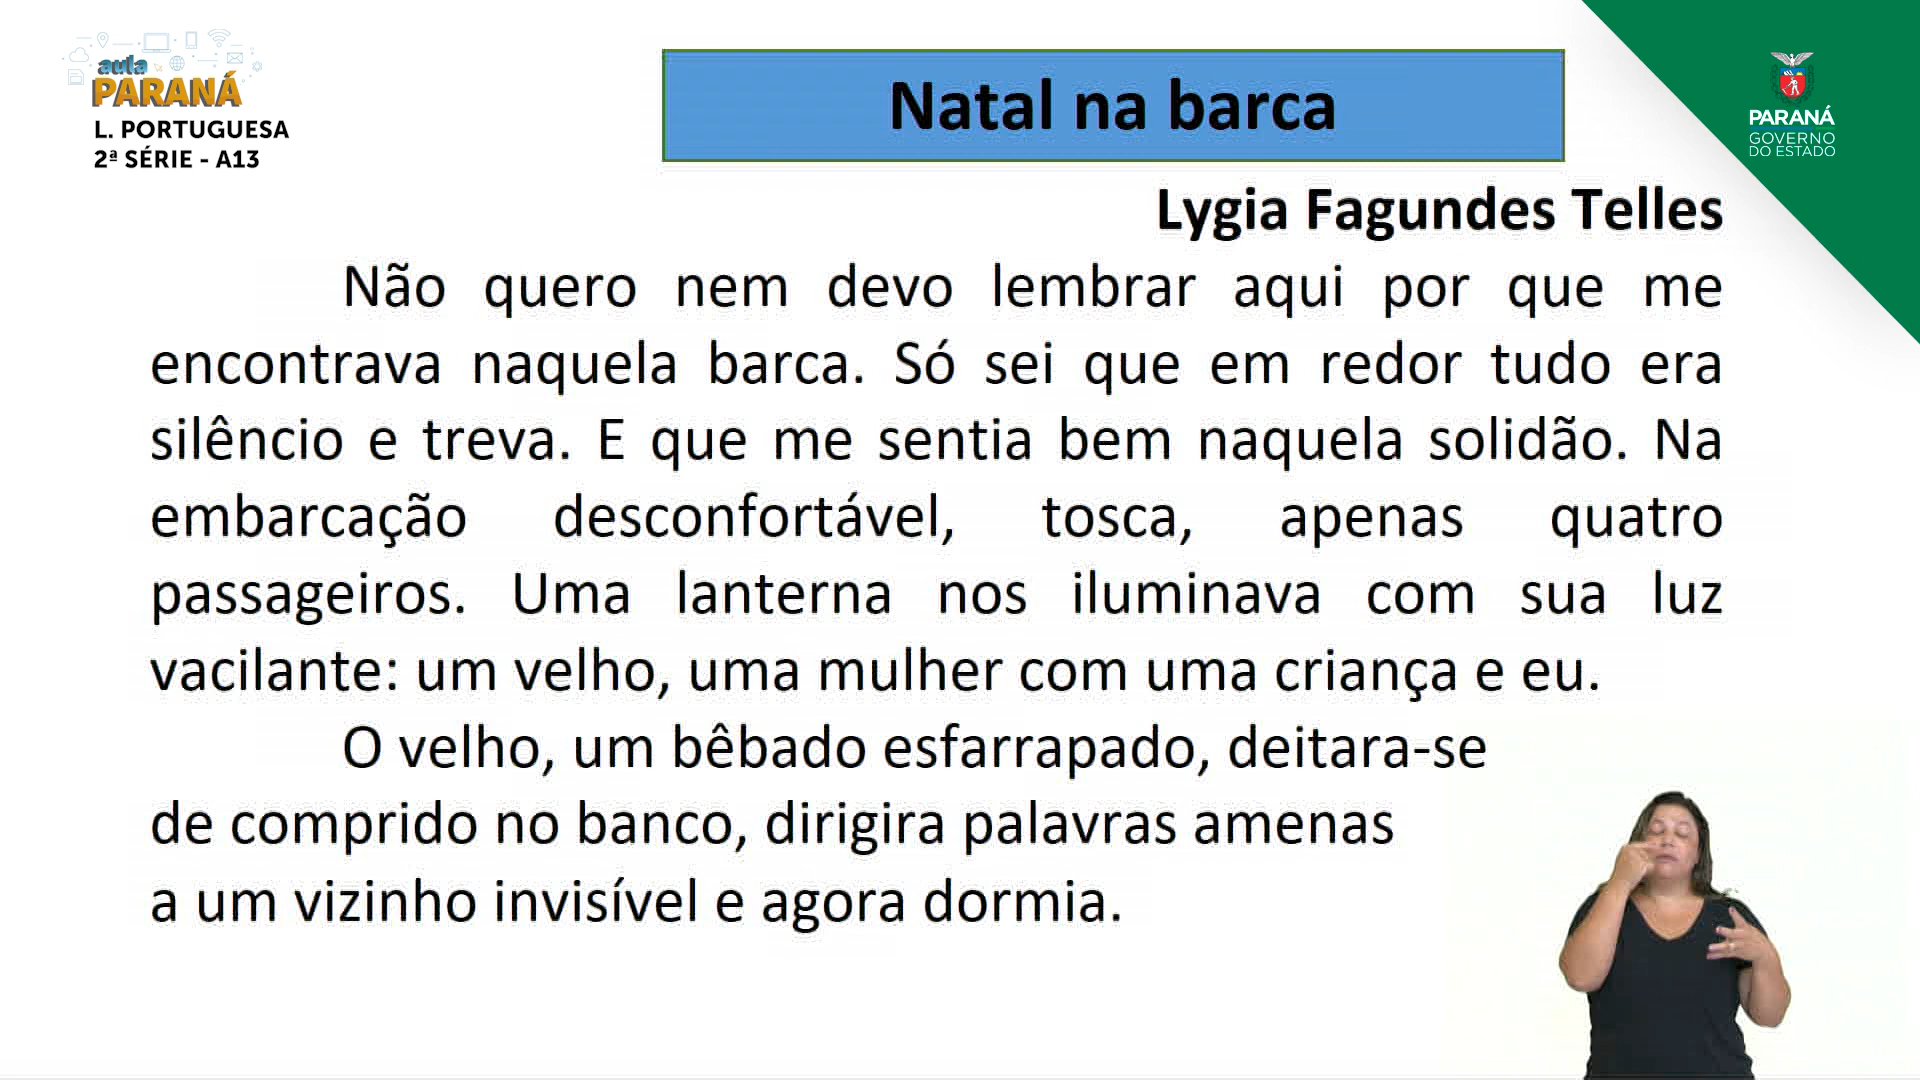 aula
PARANÁ
L. PORTUGUESA
2ª SÉRIE - A13
Natal na barca
PARANÁ
GOVERNO
DO ESTADO
Lygia Fagundes Telles
Não quero nem devo lembrar aqui por que me
encontrava naquela barca. Só sei que em redor tudo era
silêncio e treva. E que me sentia bem naquela solidão. Na
embarcação desconfortável, tosca, apenas quatro
passageiros. Uma lanterna nos iluminava com sua luz
vacilante: um velho, uma mulher com uma criança e eu.
O velho, um bêbado esfarrapado, deitara-se
de comprido no banco, dirigira palavras amenas
a um vizinho invisível e agora dormia.